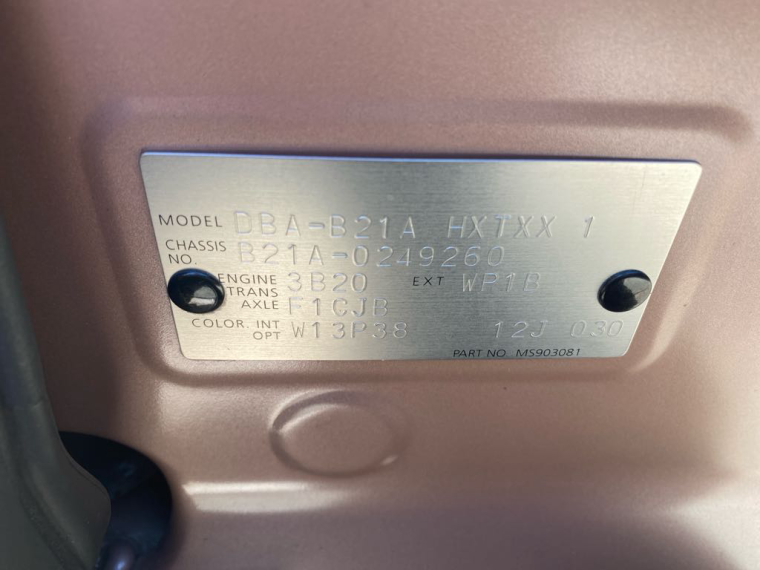 MODEL DBA-B21A HXTXX 1
CHASSIS NO. B21A-0249260
ENGINE 3B20 EXT WP1B
TRANS AXLE F1CJB
COLOR. INT OPT W13P38 12J 030
PART NO. MS903081